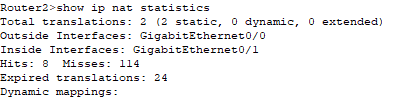 Router2>show ip nat statistics
Total translations: 2 (2 static, 0 dynamic, 0 extended)
Outside Interfaces: GigabitEthernet0/0
Inside Interfaces: GigabitEthernet0/1
Hits: 8  Misses: 114
Expired translations: 24
Dynamic mappings: